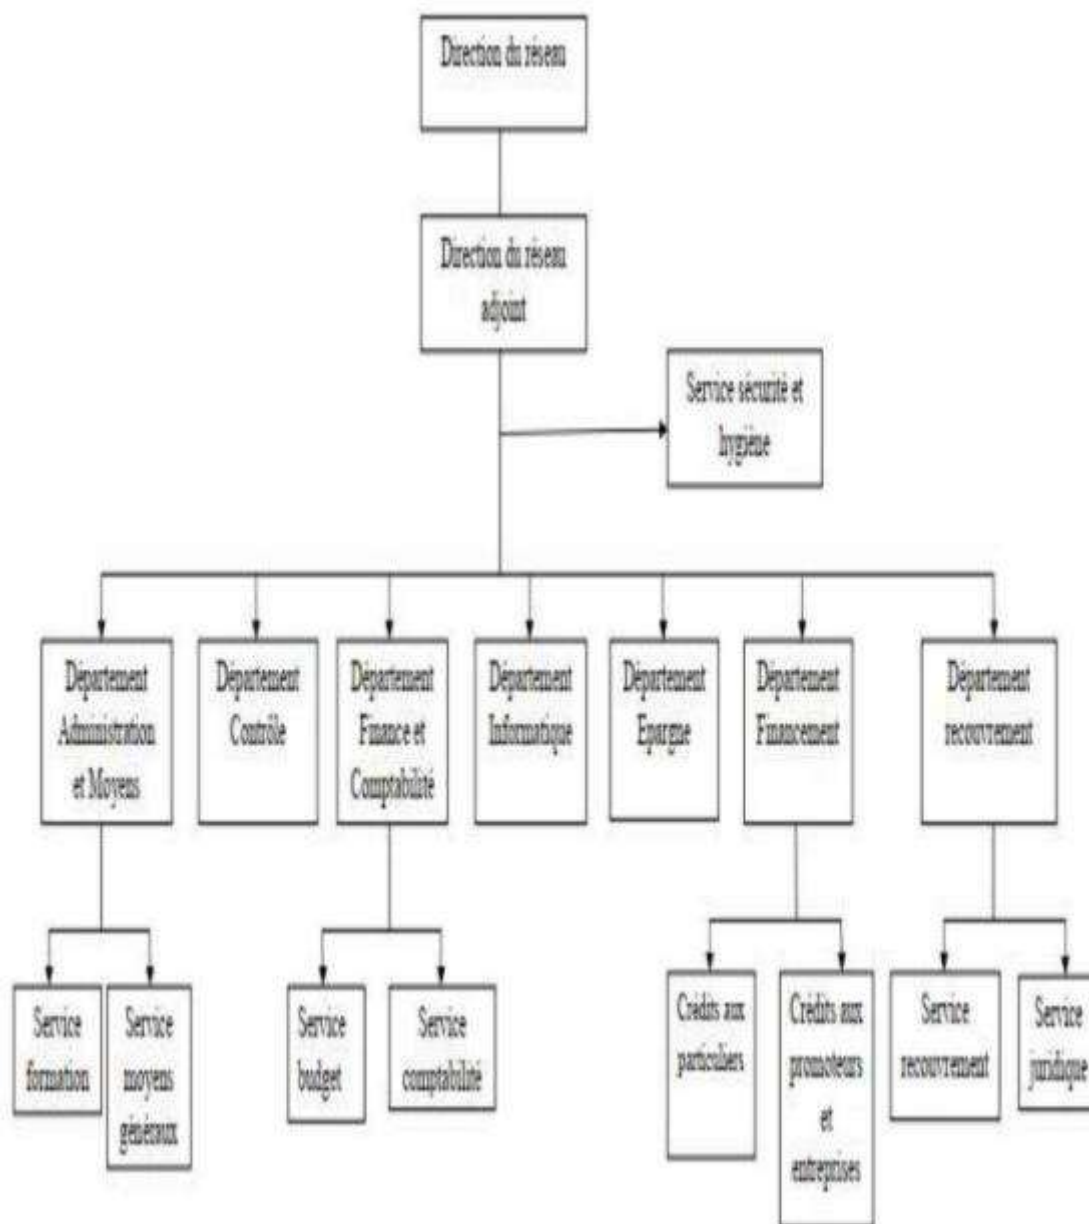 Direction du réseau
Direction du réseau
adjoint
Service sécurité et
hygiène
Département
Administration
et Moyens
Département
Contrôle
Département
Finance et
Comptabilité
Département
Informatique
Département
Epargne
Département
Financement
Département
recouvrement
Service
formation
Service
moyens
généraux
Service
budget
Service
comptabilité
Crédits aux
particuliers
Crédits aux
promoteurs
et
entreprises
Service
recouvrement
Service
juridique